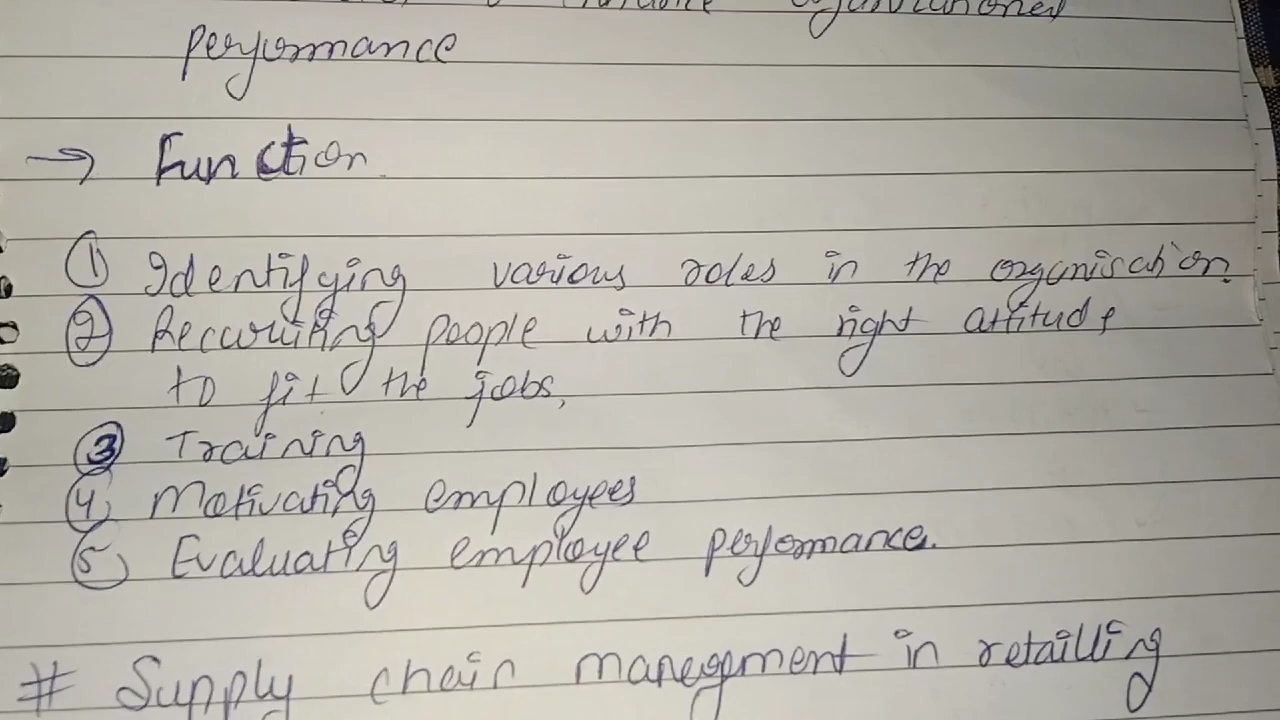 performance
→ Function
① Identifying various roles in the organisation.
② Recruiting people with the right attitude
to fit the jobs,
③ Training
④ Motivating employees
⑤ Evaluating employee performance.
# Supply chain management in retailling